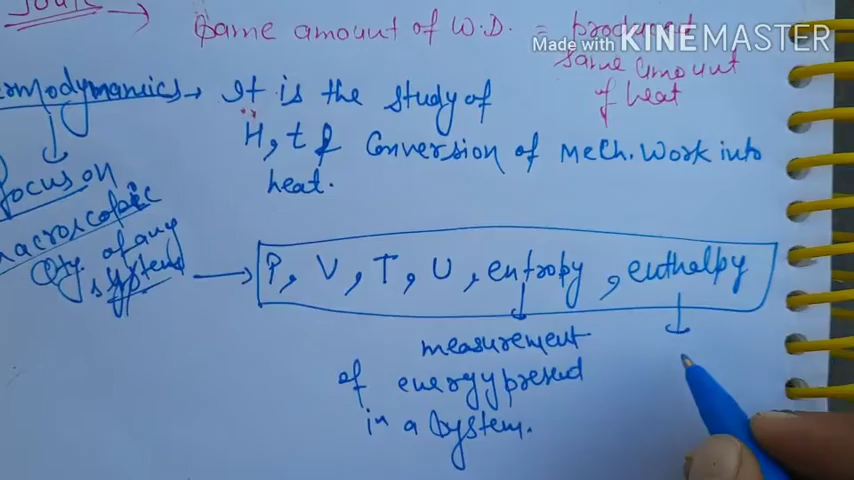 Joule → Same amount of W.D. = produced
same amount
of heat
Made with KINEMASTER
ermodymamics → It is the study of
H, t & Conversion of Mech. Work into
heat.
focus on
macroscopic
Qty. of any
system → P, V, T, U, entropy, enthalpy
measurement
of energy present
in a system.